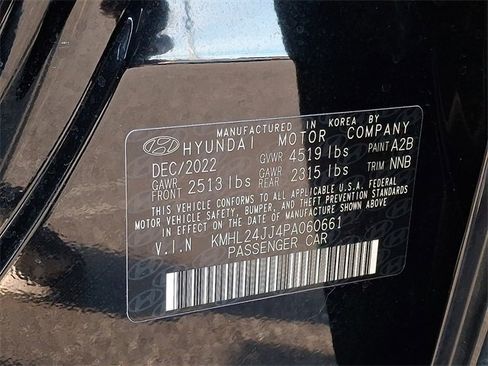 MANUFACTURED IN KOREA BY
HYUNDAI MOTOR COMPANY
DEC/2022 GVWR 4519 lbs PAINT A2B
GAWR FRONT 2513 lbs GAWR REAR 2315 lbs TRIM NNB
THIS VEHICLE CONFORMS TO ALL APPLICABLE U.S.A. FEDERAL
MOTOR VEHICLE SAFETY, BUMPER, AND THEFT PREVENTION STANDARDS
IN EFFECT ON THE DATE OF MANUFACTURE SHOWN ABOVE.
V.I.N KMHL24JJ4PA060661
PASSENGER CAR